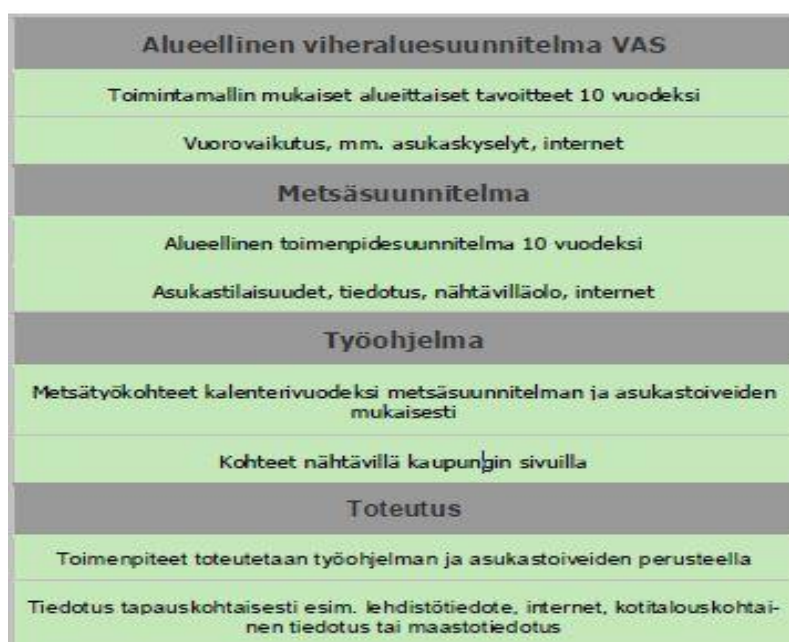 Alueellinen viheraluesuunnitelma VAS
Toimintamallin mukaiset alueittaiset tavoitteet 10 vuodeksi
Vuorovaikutus, mm. asukaskyselyt, internet
Metsäsuunnitelma
Alueellinen toimenpidesuunnitelma 10 vuodeksi
Asukastilaisuudet, tiedotus, nähtävilläolo, internet
Työohjelma
Metsätyökohteet kalenterivuodeksi metsäsuunnitelman ja asukastoiveiden
mukaisesti
Kohteet nähtävillä kaupungin sivuilla
Toteutus
Toimenpiteet toteutetaan työohjelman ja asukastoiveiden perusteella
Tiedotus tapauskohtaisesti esim. lehdistötiedote, internet, kotitalouskohtai-
nen tiedotus tai maastotiedotus